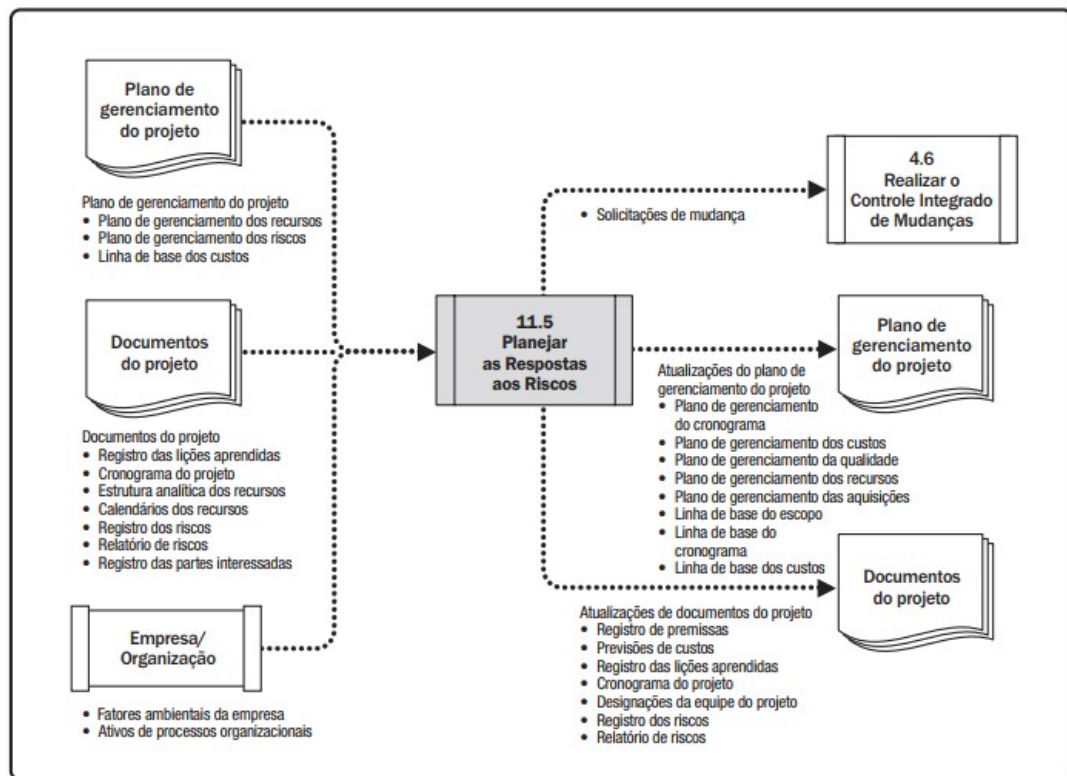 Plano de
gerenciamento
do projeto
Plano de gerenciamento do projeto
• Plano de gerenciamento dos recursos
• Plano de gerenciamento dos riscos
• Linha de base dos custos
Documentos
do projeto
Documentos do projeto
• Registro das lições aprendidas
• Cronograma do projeto
• Estrutura analítica dos recursos
• Calendários dos recursos
• Registro dos riscos
• Relatório de riscos
• Registro das partes interessadas
Empresa/
Organização
• Fatores ambientais da empresa
• Ativos de processos organizacionais
11.5
Planejar
as Respostas
aos Riscos
• Solicitações de mudança
4.6
Realizar o
Controle Integrado
de Mudanças
Plano de
gerenciamento
do projeto
Atualizações do plano de
gerenciamento do projeto
• Plano de gerenciamento
do cronograma
• Plano de gerenciamento dos custos
• Plano de gerenciamento da qualidade
• Plano de gerenciamento dos recursos
• Plano de gerenciamento das aquisições
• Linha de base do escopo
• Linha de base do
cronograma
• Linha de base dos custos
Documentos
do projeto
Atualizações de documentos do projeto
• Registro de premissas
• Previsões de custos
• Registro das lições aprendidas
• Cronograma do projeto
• Designações da equipe do projeto
• Registro dos riscos
• Relatório de riscos